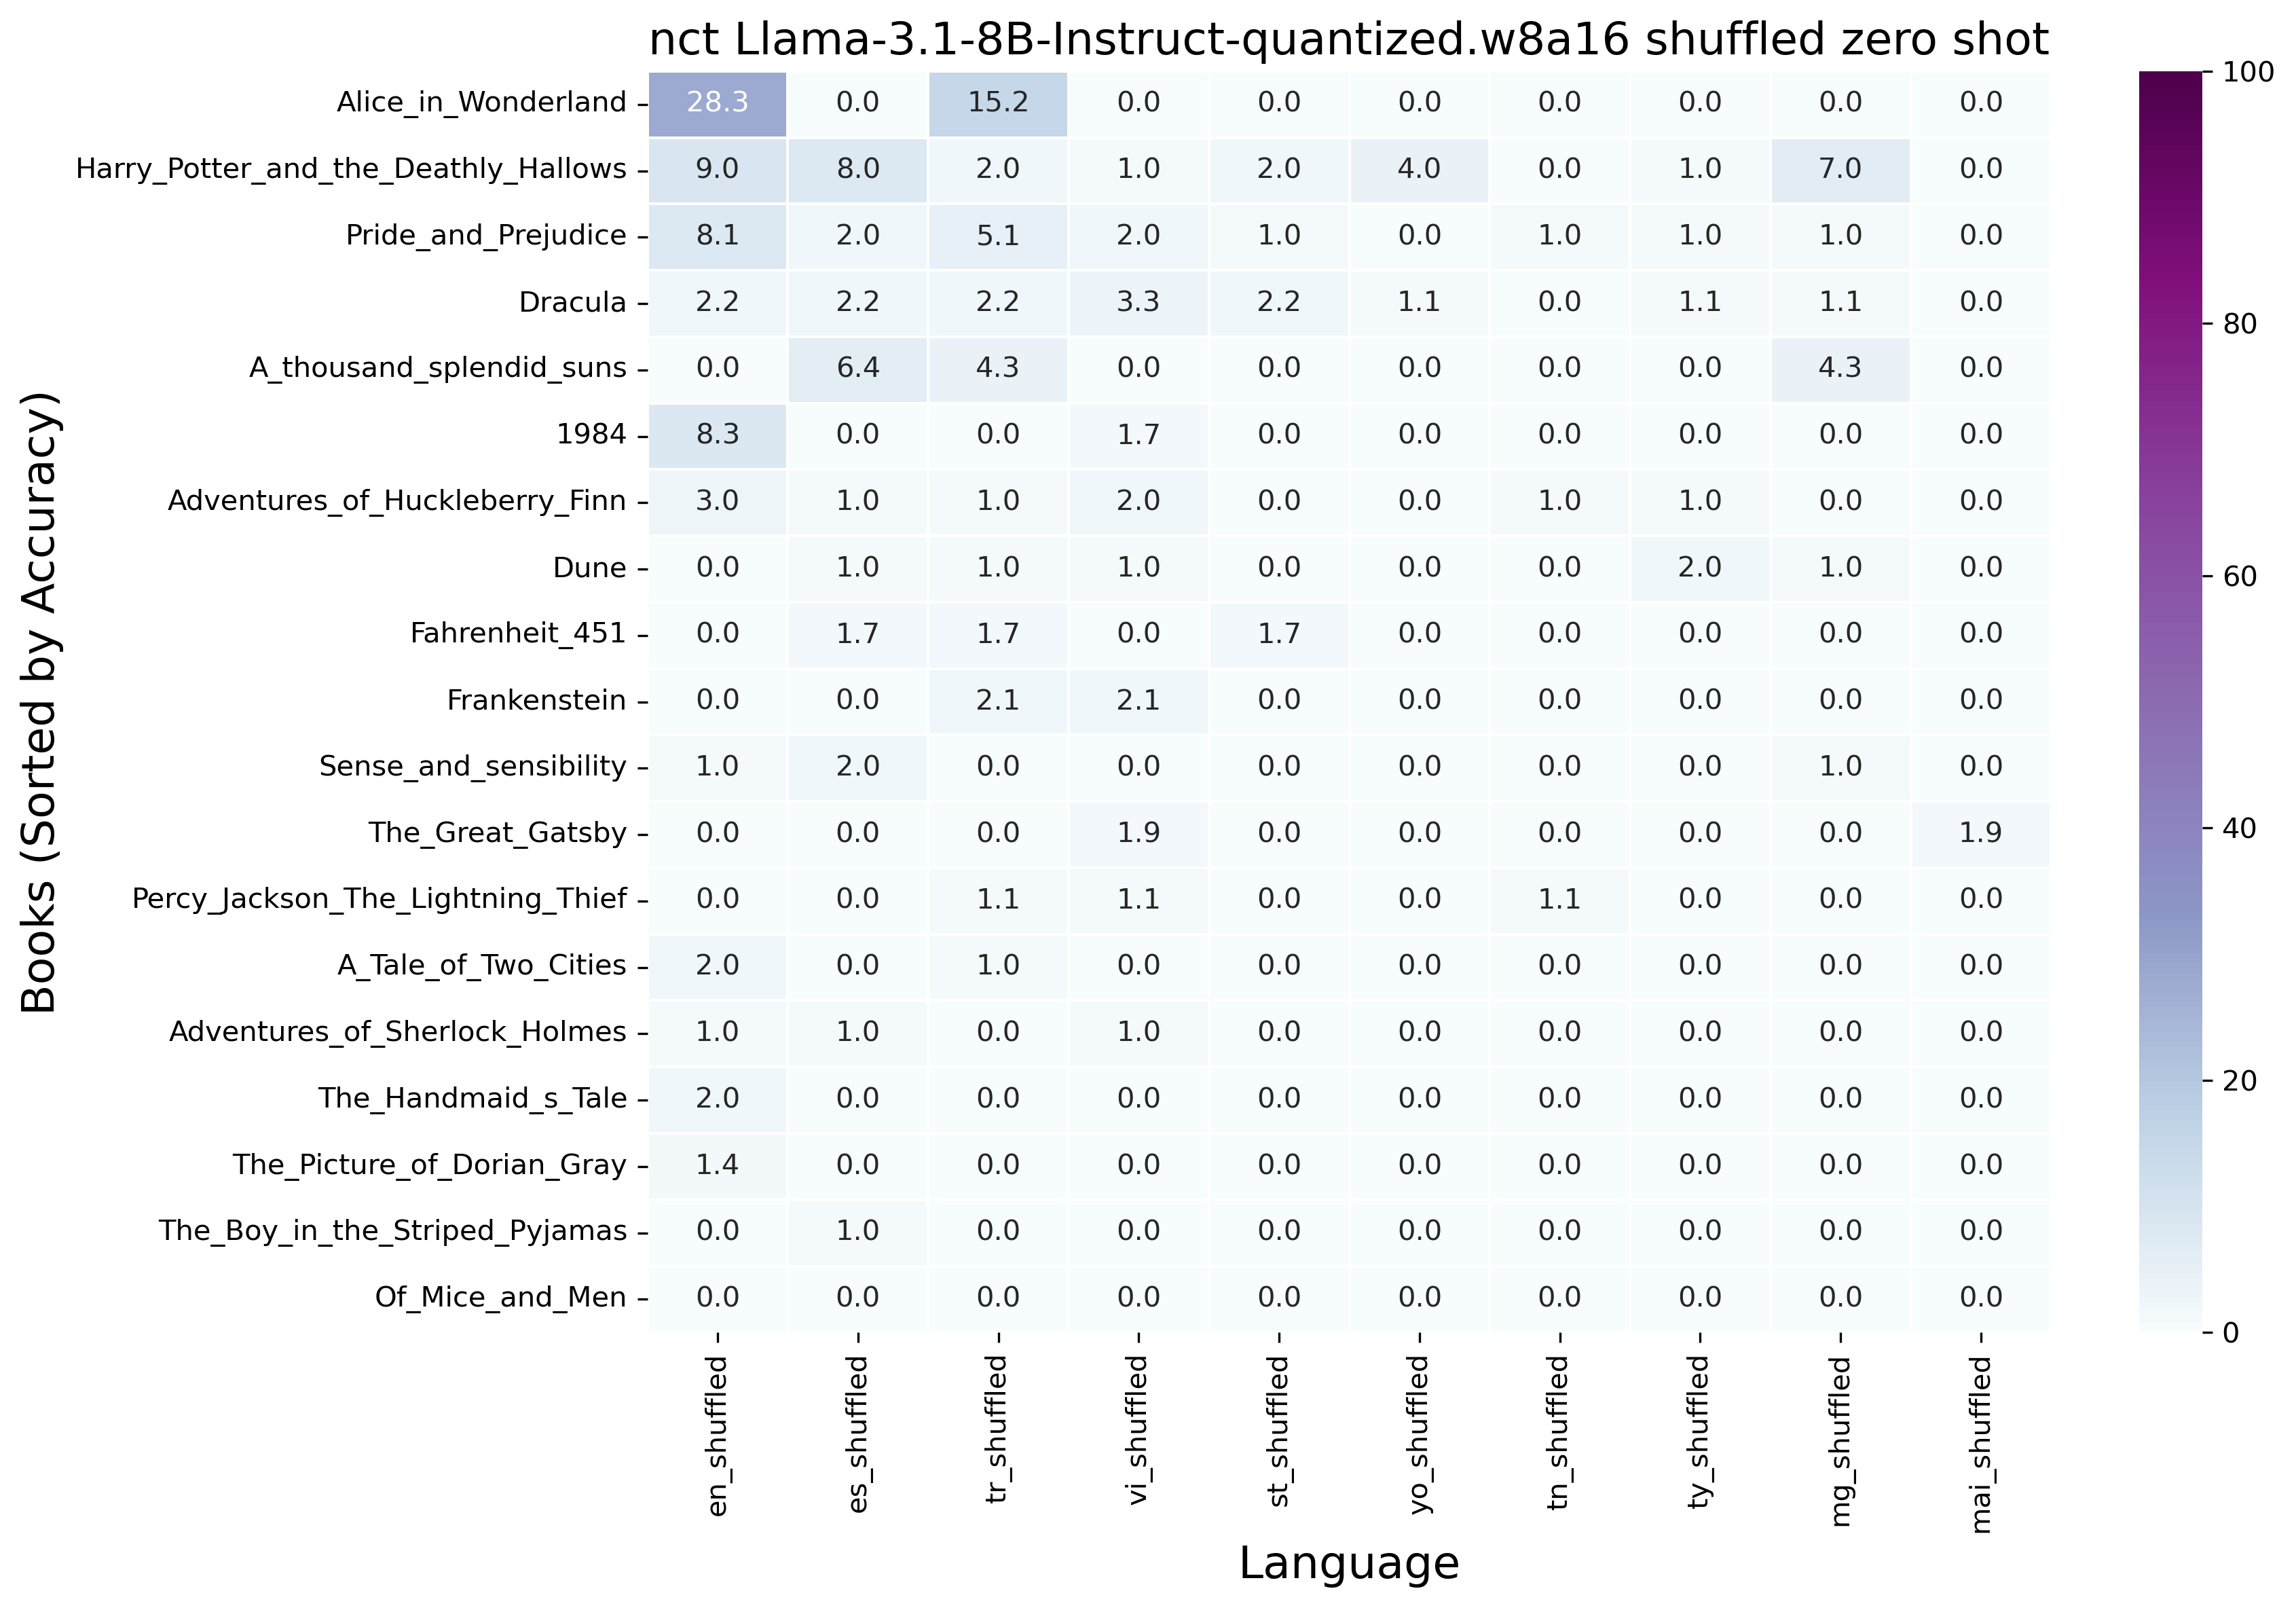 nct Llama-3.1-8B-Instruct-quantized.w8a16 shuffled zero shot
Books (Sorted by Accuracy)
Alice_in_Wonderland 28.3 0.0 15.2 0.0 0.0 0.0 0.0 0.0 0.0 0.0
Harry_Potter_and_the_Deathly_Hallows 9.0 8.0 2.0 1.0 2.0 4.0 0.0 1.0 7.0 0.0
Pride_and_Prejudice 8.1 2.0 5.1 2.0 1.0 0.0 1.0 1.0 1.0 0.0
Dracula 2.2 2.2 2.2 3.3 2.2 1.1 0.0 1.1 1.1 0.0
A_thousand_splendid_suns 0.0 6.4 4.3 0.0 0.0 0.0 0.0 0.0 4.3 0.0
1984 8.3 0.0 0.0 1.7 0.0 0.0 0.0 0.0 0.0 0.0
Adventures_of_Huckleberry_Finn 3.0 1.0 1.0 2.0 0.0 0.0 1.0 1.0 0.0 0.0
Dune 0.0 1.0 1.0 1.0 0.0 0.0 0.0 2.0 1.0 0.0
Fahrenheit_451 0.0 1.7 1.7 0.0 1.7 0.0 0.0 0.0 0.0 0.0
Frankenstein 0.0 0.0 2.1 2.1 0.0 0.0 0.0 0.0 0.0 0.0
Sense_and_sensibility 1.0 2.0 0.0 0.0 0.0 0.0 0.0 0.0 1.0 0.0
The_Great_Gatsby 0.0 0.0 0.0 1.9 0.0 0.0 0.0 0.0 0.0 1.9
Percy_Jackson_The_Lightning_Thief 0.0 0.0 1.1 1.1 0.0 0.0 1.1 0.0 0.0 0.0
A_Tale_of_Two_Cities 2.0 0.0 1.0 0.0 0.0 0.0 0.0 0.0 0.0 0.0
Adventures_of_Sherlock_Holmes 1.0 1.0 0.0 1.0 0.0 0.0 0.0 0.0 0.0 0.0
The_Handmaid_s_Tale 2.0 0.0 0.0 0.0 0.0 0.0 0.0 0.0 0.0 0.0
The_Picture_of_Dorian_Gray 1.4 0.0 0.0 0.0 0.0 0.0 0.0 0.0 0.0 0.0
The_Boy_in_the_Striped_Pyjamas 0.0 1.0 0.0 0.0 0.0 0.0 0.0 0.0 0.0 0.0
Of_Mice_and_Men 0.0 0.0 0.0 0.0 0.0 0.0 0.0 0.0 0.0 0.0
en_shuffled es_shuffled tr_shuffled vi_shuffled st_shuffled yo_shuffled tn_shuffled ty_shuffled mg_shuffled mai_shuffled
Language
100
80
60
40
20
0